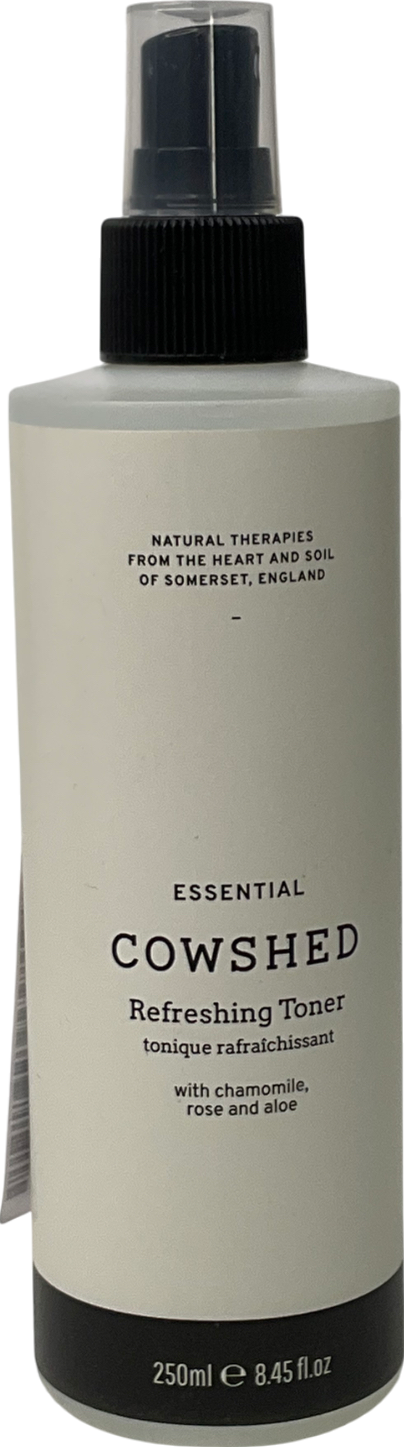 NATURAL THERAPIES
FROM THE HEART AND SOIL
OF SOMERSET, ENGLAND
–
ESSENTIAL
COWSHED
Refreshing Toner
tonique rafraîchissant
with chamomile,
rose and aloe
250ml ℮ 8.45 fl.oz